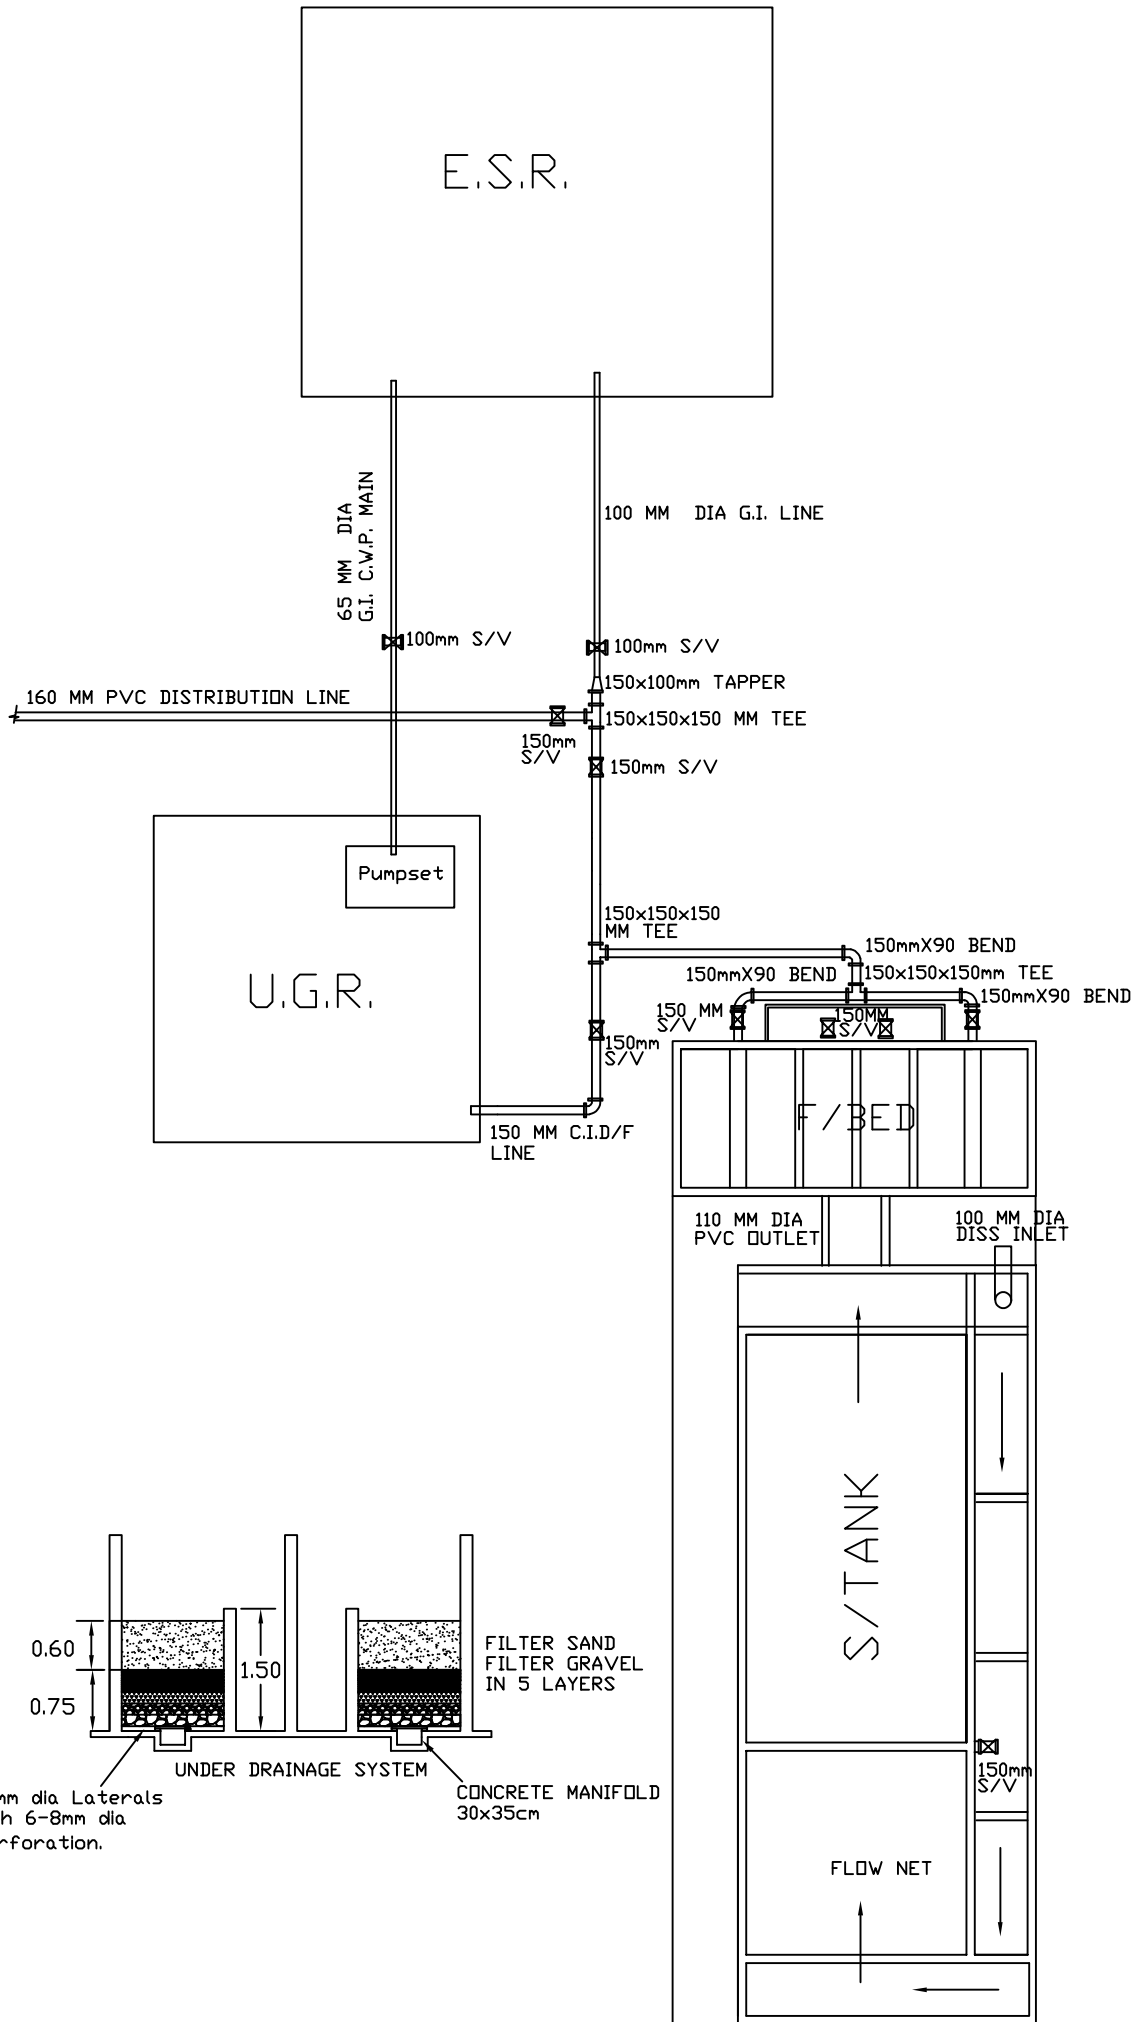 E.S.R.
65 MM DIA
G.I. C.W.P. MAIN
100 MM DIA G.I. LINE
100mm S/V
100mm S/V
150x100mm TAPPER
160 MM PVC DISTRIBUTION LINE
150x150x150 MM TEE
150mm
S/V
150mm S/V
Pumpset
U.G.R.
150x150x150
MM TEE
150mmX90 BEND
150mmX90 BEND
150x150x150mm TEE
150mmX90 BEND
150 MM
S/V
150MM
S/V
150mm
S/V
150 MM C.I.D/F
LINE
F/BED
110 MM DIA
PVC OUTLET
100 MM DIA
DISS INLET
S/TANK
0.60
0.75
1.50
FILTER SAND
FILTER GRAVEL
IN 5 LAYERS
UNDER DRAINAGE SYSTEM
mm dia Laterals
h 6-8mm dia
rforation.
CONCRETE MANIFOLD
30x35cm
150mm
S/V
FLOW NET